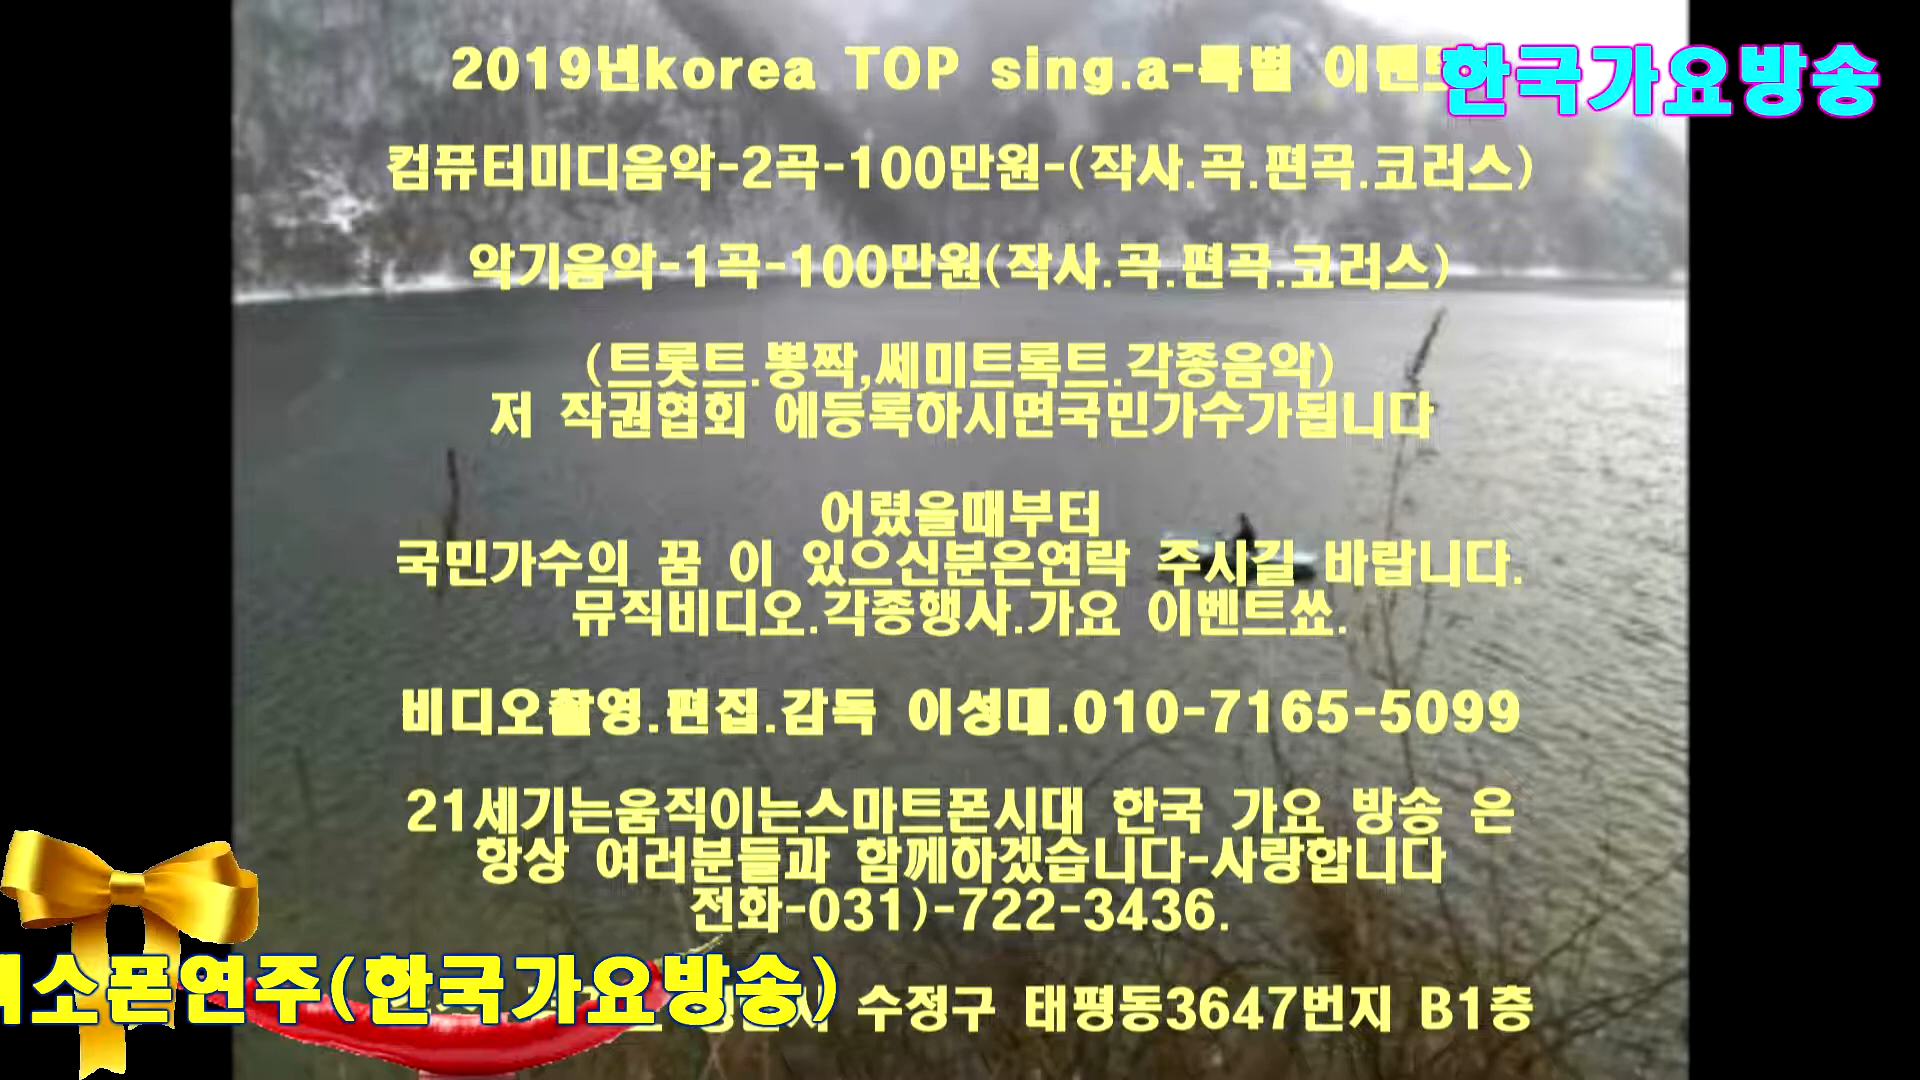 2019년korea TOP sing.a-특별 이벤트
한국가요방송
컴퓨터미디음악-2곡-100만원-(작사.곡.편곡.코러스)
악기음악-1곡-100만원(작사.곡.편곡.코러스)
(트롯트.뽕짝,쎄미트록트.각종음악)
저 작권협회 에등록하시면국민가수가됩니다
어렸을때부터
국민가수의 꿈 이 있으신분은연락 주시길 바랍니다.
뮤직비디오.각종행사.가요 이벤트쑈.
비디오촬영.편집.감독 이성대.010-7165-5099
21세기는움직이는스마트폰시대 한국 가요 방송 은
항상 여러분들과 함께하겠습니다-사랑합니다
전화-031)-722-3436.
소폰연주(한국가요방송)
수정구 태평동3647번지 B1층